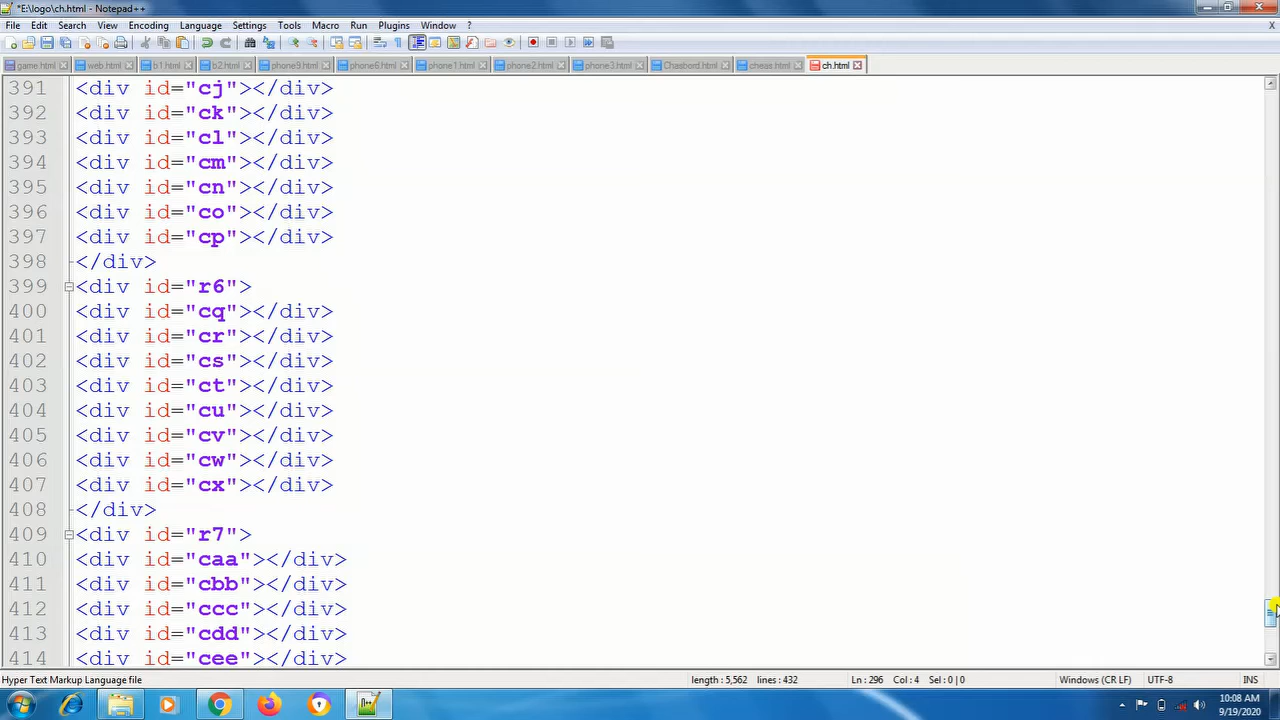 *E:\logo\ch.html - Notepad++
File Edit Search View Encoding Language Settings Tools Macro Run Plugins Window ?
X
game.html web.html b1.html b2.html phone9.html phone6.html phone1.html phone2.html phone3.html Chasbord.html cheas.html ch.html
391 <div id="cj"></div>
392 <div id="ck"></div>
393 <div id="cl"></div>
394 <div id="cm"></div>
395 <div id="cn"></div>
396 <div id="co"></div>
397 <div id="cp"></div>
398 </div>
399 <div id="r6">
400 <div id="cq"></div>
401 <div id="cr"></div>
402 <div id="cs"></div>
403 <div id="ct"></div>
404 <div id="cu"></div>
405 <div id="cv"></div>
406 <div id="cw"></div>
407 <div id="cx"></div>
408 </div>
409 <div id="r7">
410 <div id="caa"></div>
411 <div id="cbb"></div>
412 <div id="ccc"></div>
413 <div id="cdd"></div>
414 <div id="cee"></div>
Hyper Text Markup Language file length : 5,562 lines : 432 Ln : 296 Col : 4 Sel : 0 | 0 Windows (CR LF) UTF-8 INS
10:08 AM
9/19/2020